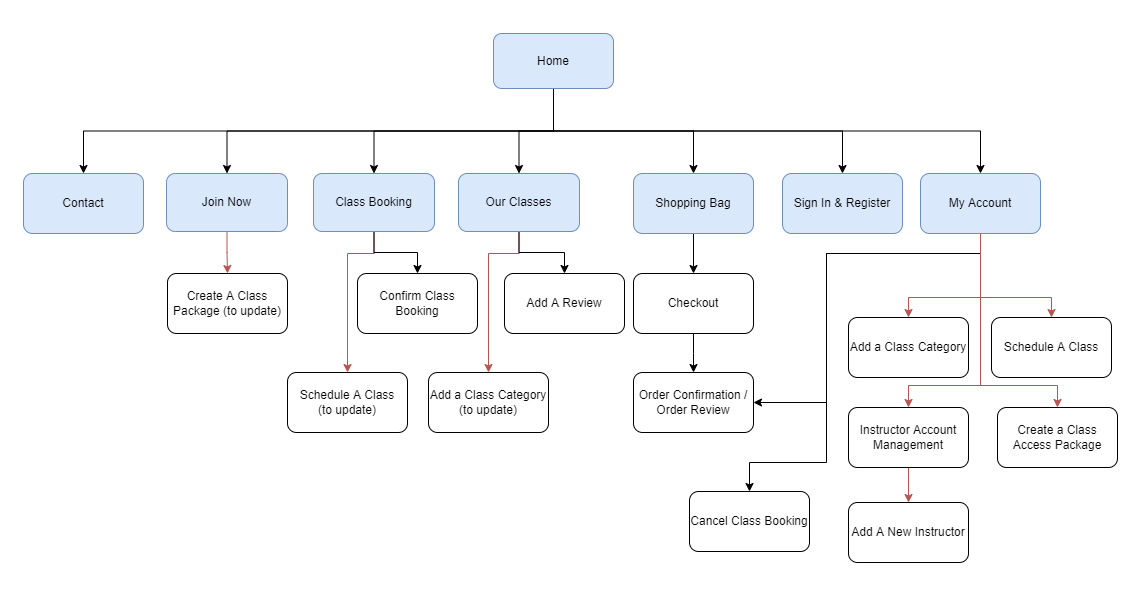 Home
Contact
Join Now
Class Booking
Our Classes
Shopping Bag
Sign In & Register
My Account
Create A Class
Package (to update)
Confirm Class
Booking
Add A Review
Checkout
Add a Class Category
Schedule A Class
Schedule A Class
(to update)
Add a Class Category
(to update)
Order Confirmation /
Order Review
Instructor Account
Management
Create a Class
Access Package
Cancel Class Booking
Add A New Instructor